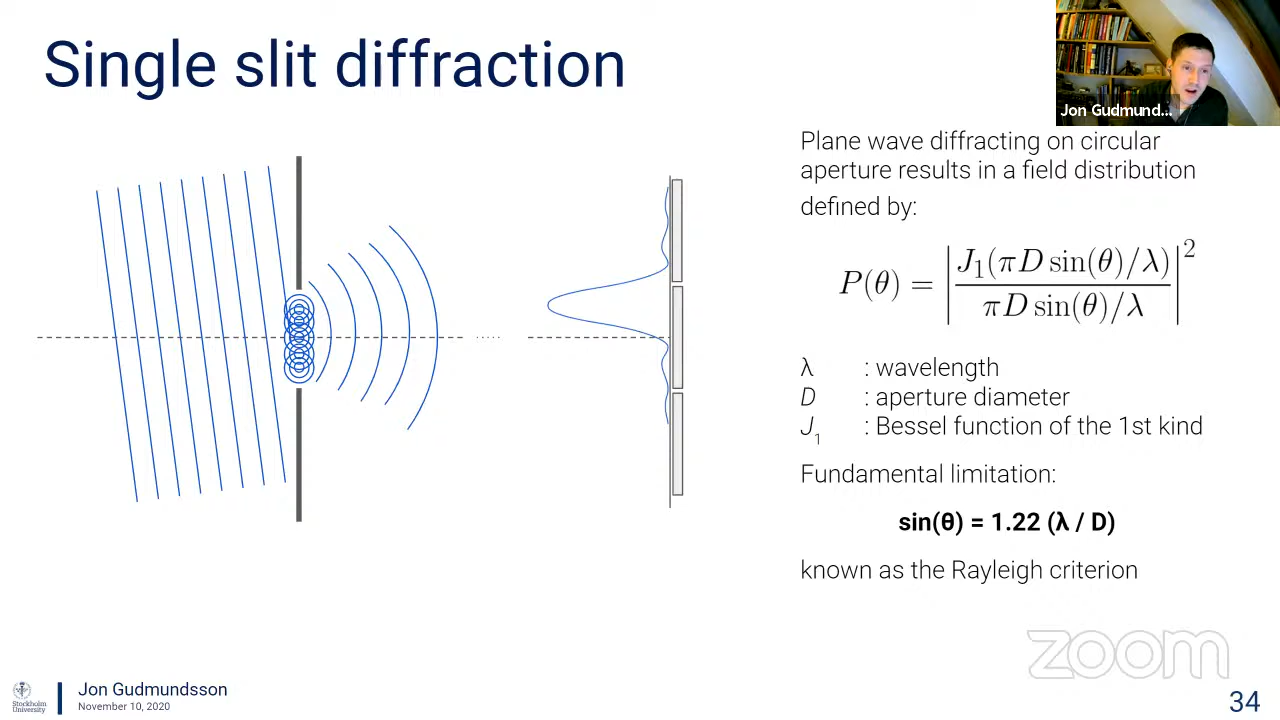 Single slit diffraction
Jon Gudmund...
Plane wave diffracting on circular
aperture results in a field distribution
defined by:
P(θ) = |J₁(πD sin(θ)/λ) / πD sin(θ)/λ|²
λ : wavelength
D : aperture diameter
J₁ : Bessel function of the 1st kind
Fundamental limitation:
sin(θ) = 1.22 (λ / D)
known as the Rayleigh criterion
zoom
Stockholm
University
Jon Gudmundsson
November 10, 2020
34